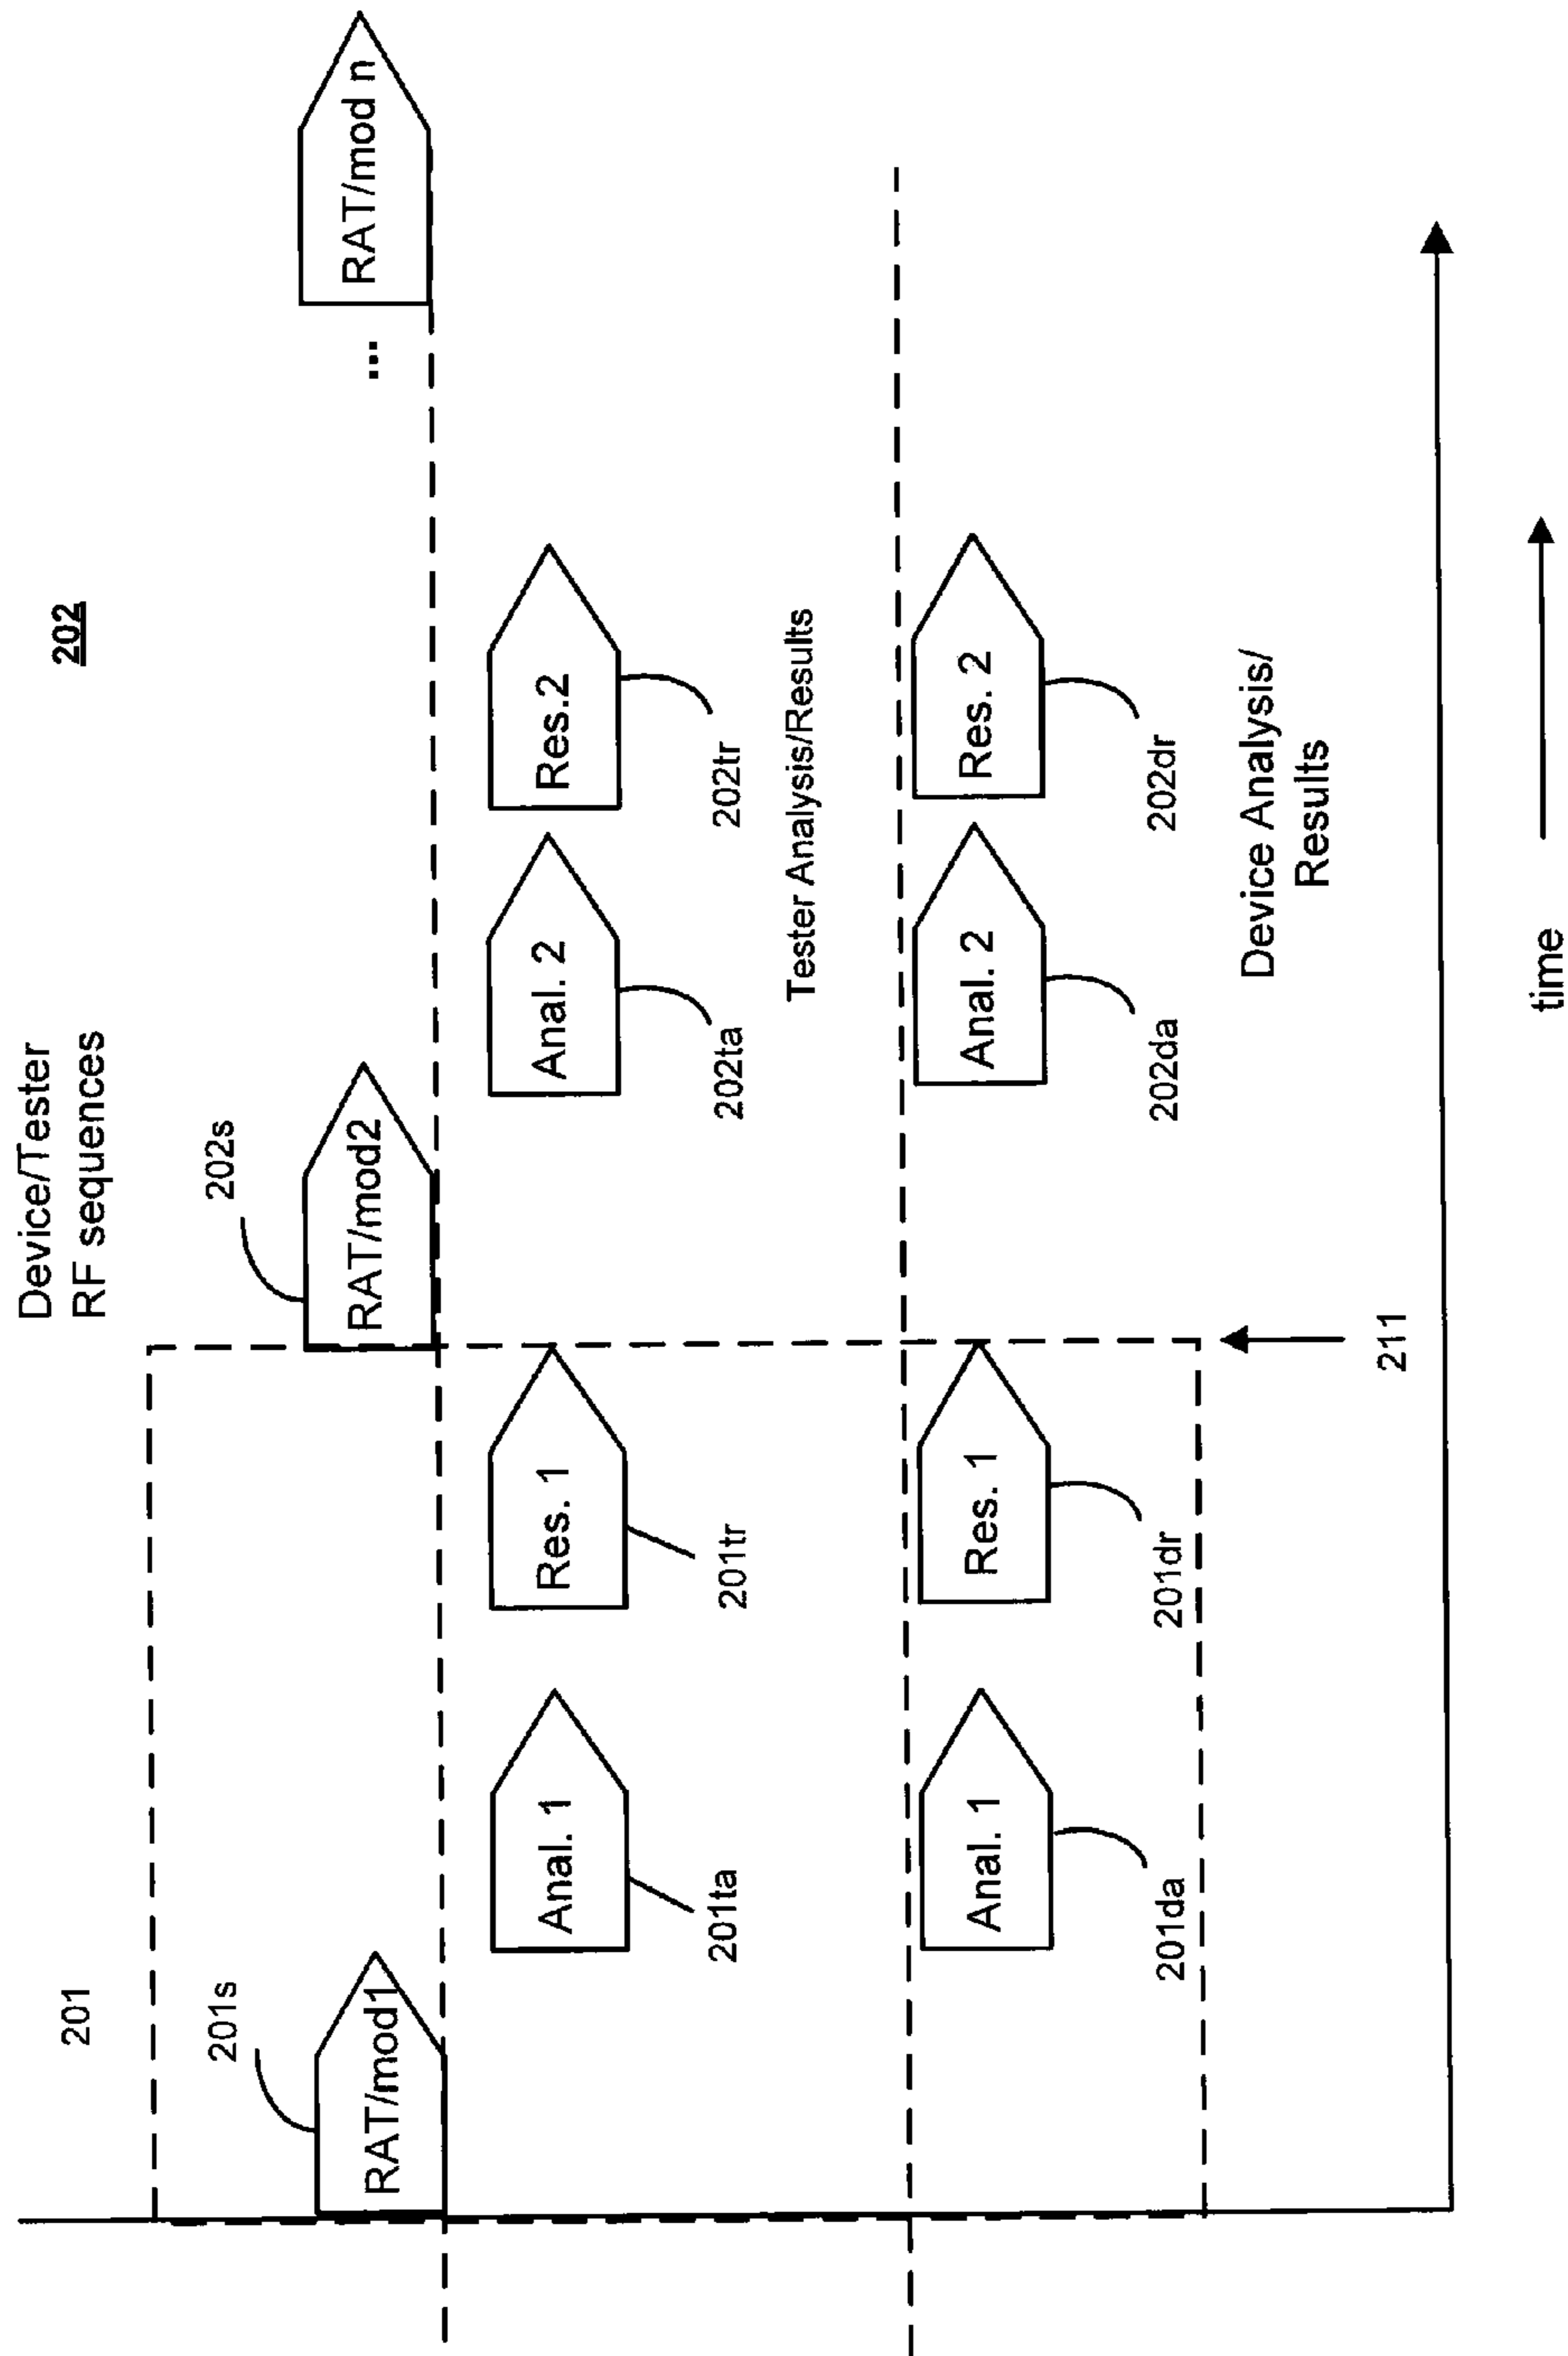 Device/Tester
RF sequences
202
201
201s
202s
RAT/mod1
RAT/mod2
...
RAT/mod n
Anal. 1
Res. 1
Anal. 2
Res.2
201ta
201tr
202ta
202tr
Tester Analysis/Results
Anal. 1
Res. 1
Anal. 2
Res. 2
201da
201dr
202da
202dr
Device Analysis/
Results
211
time